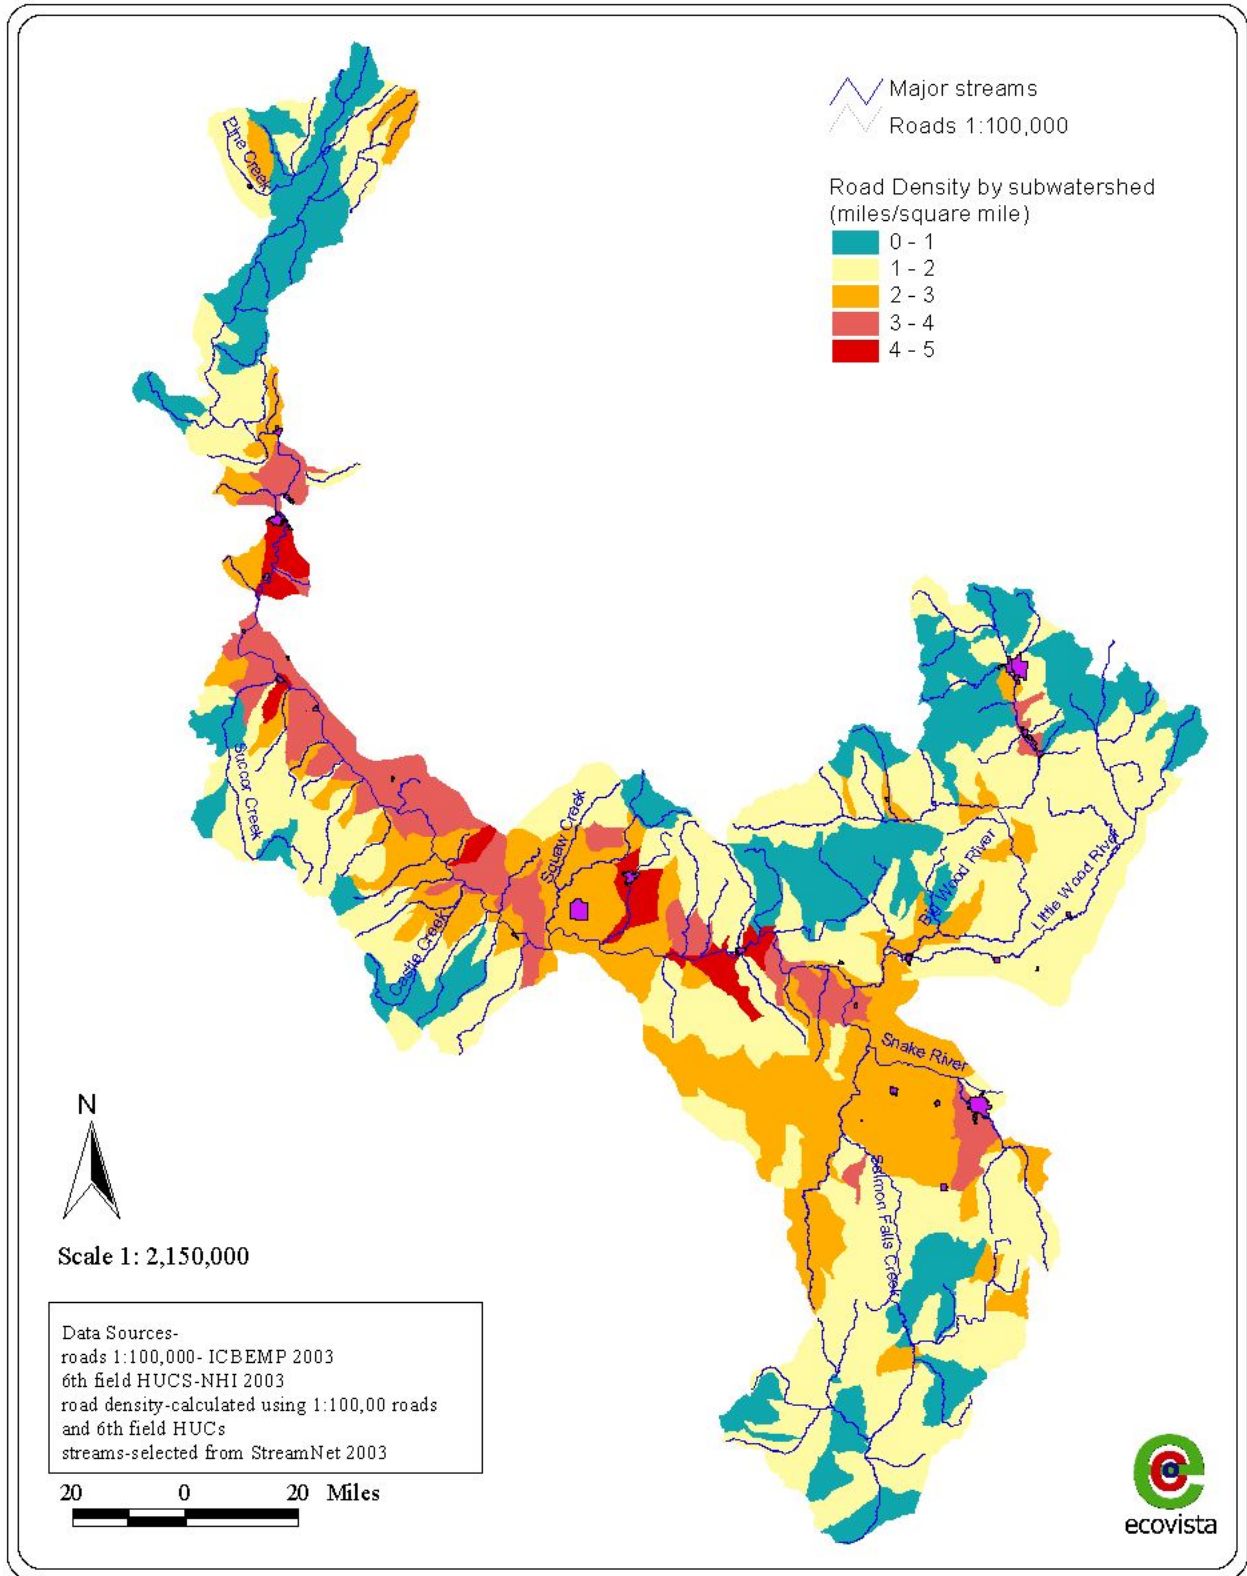 Major streams
Roads 1:100,000
Road Density by subwatershed
(miles/square mile)
0 - 1
1 - 2
2 - 3
3 - 4
4 - 5
Pine Creek
Succor Creek
Castle Creek
Squaw Creek
Big Wood River
Little Wood River
Snake River
Salmon Falls Creek
N
Scale 1: 2,150,000
Data Sources-
roads 1:100,000- ICBEMP 2003
6th field HUCS-NHI 2003
road density-calculated using 1:100,00 roads
and 6th field HUCs
streams-selected from StreamNet 2003
20 0 20 Miles
ecovista